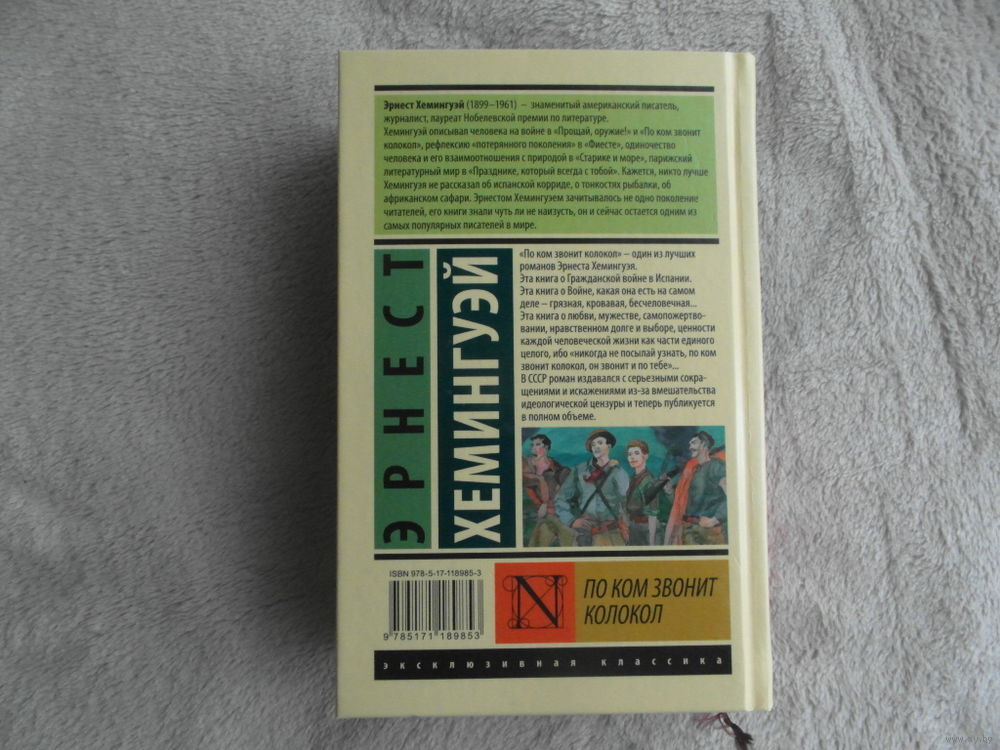 Эрнест Хемингуэй (1899–1961) – знаменитый американский писатель,
журналист, лауреат Нобелевской премии по литературе.
Хемингуэй описывал человека на войне в «Прощай, оружие!» и «По ком звонит
колокол», рефлексию «потерянного поколения» в «Фиесте», одиночество
человека и его взаимоотношения с природой в «Старике и море», парижский
литературный мир в «Празднике, который всегда с тобой». Кажется, никто лучше
Хемингуэя не рассказал об испанской корриде, о тонкостях рыбалки, об
африканском сафари. Эрнестом Хемингуэем зачитывалось не одно поколение
читателей, его книги знали чуть ли не наизусть, он и сейчас остается одним из
самых популярных писателей в мире.
ЭРНЕСТ
ХЕМИНГУЭЙ
«По ком звонит колокол» – один из лучших
романов Эрнеста Хемингуэя.
Эта книга о Гражданской войне в Испании.
Эта книга о Войне, какая она есть на самом
деле – грязная, кровавая, бесчеловечная...
Эта книга о любви, мужестве, самопожертво-
вании, нравственном долге и выборе, ценности
каждой человеческой жизни как части единого
целого, ибо «никогда не посылай узнать, по ком
звонит колокол, он звонит и по тебе»...
В СССР роман издавался с серьезными сокра-
щениями и искажениями из-за вмешательства
идеологической цензуры и теперь публикуется
в полном объеме.
ISBN 978-5-17-118985-3
9 785171 189853
N
ПО КОМ ЗВОНИТ
КОЛОКОЛ
эксклюзивная классика